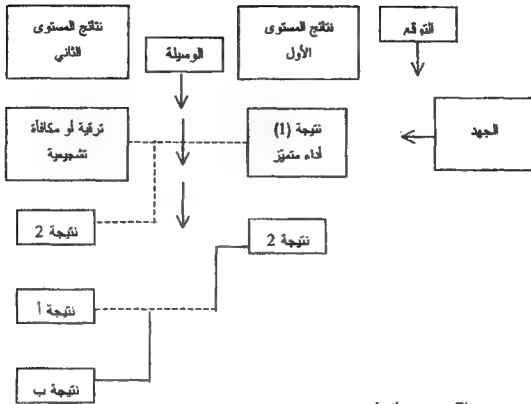 التوقع
نتائج المستوى
الأول
الوسيلة
نتائج المستوى
الثاني
الجهد
نتيجة (1)
أداء متميّز
ترقية أو مكافأة
تشجيعية
نتيجة 2
نتيجة 2
نتيجة أ
نتيجة ب